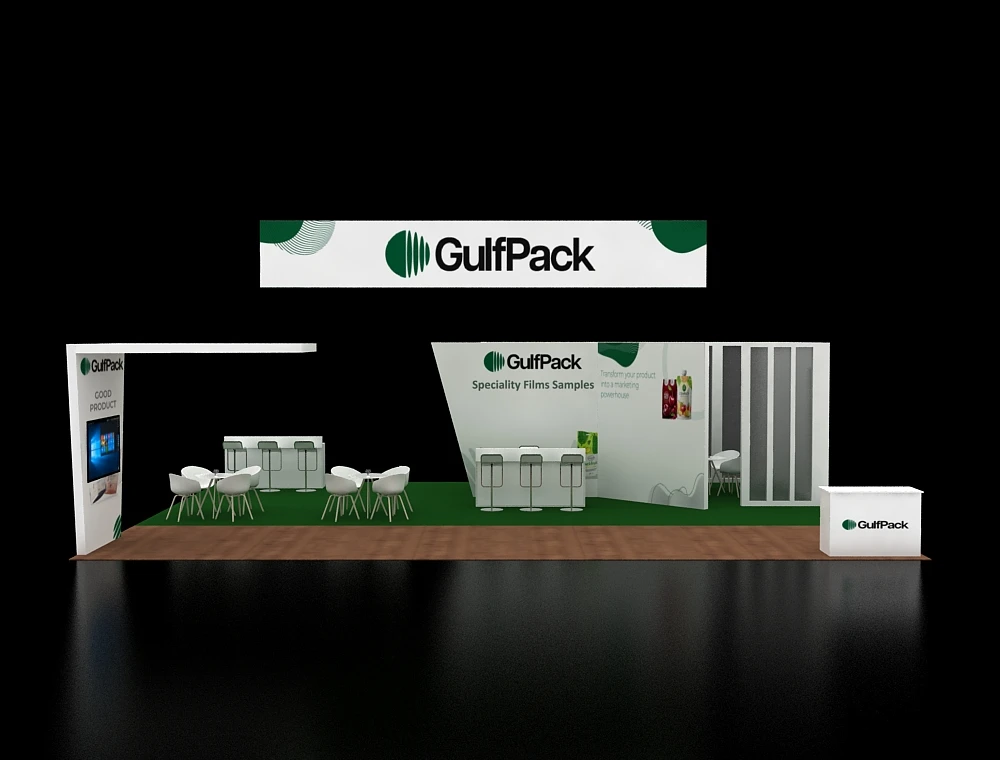 GulfPack
GulfPack
GOOD
PRODUCT
GulfPack
Speciality Films Samples
Transform your product
into a marketing
powerhouse
GulfPack